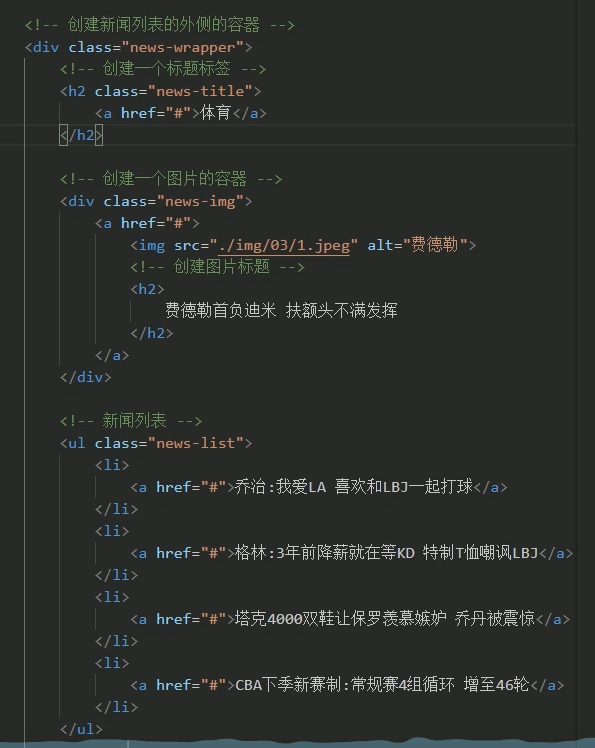 <!-- 创建新闻列表的外侧的容器 -->
<div class="news-wrapper">
<!-- 创建一个标题标签 -->
<h2 class="news-title">
<a href="#">体育</a>
</h2>
<!-- 创建一个图片的容器 -->
<div class="news-img">
<a href="#">
<img src="./img/03/1.jpeg" alt="费德勒">
<!-- 创建图片标题 -->
<h2>
费德勒首负迪米 扶额头不满发挥
</h2>
</a>
</div>
<!-- 新闻列表 -->
<ul class="news-list">
<li>
<a href="#">乔治:我爱LA 喜欢和LBJ一起打球</a>
</li>
<li>
<a href="#">格林:3年前降薪就在等KD 特制T恤嘲讽LBJ</a>
</li>
<li>
<a href="#">塔克4000双鞋让保罗羡慕嫉妒 乔丹被震惊</a>
</li>
<li>
<a href="#">CBA下季新赛制:常规赛4组循环 增至46轮</a>
</li>
</ul>